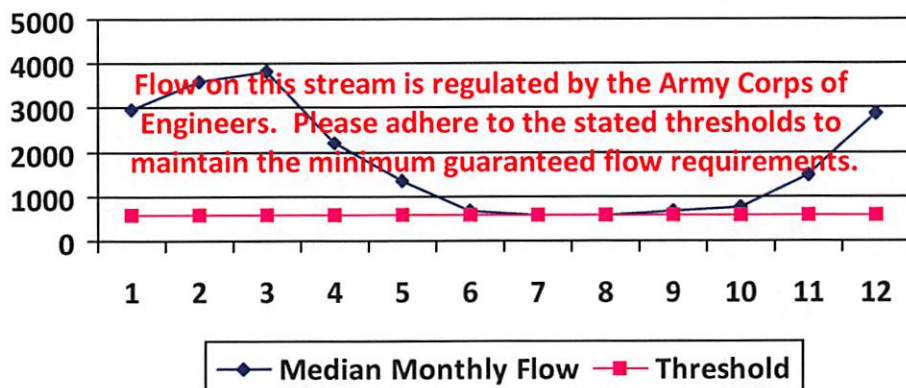 5000
4000
3000
2000
1000
0
Flow on this stream is regulated by the Army Corps of
Engineers. Please adhere to the stated thresholds to
maintain the minimum guaranteed flow requirements.
1 2 3 4 5 6 7 8 9 10 11 12
Median Monthly Flow Threshold